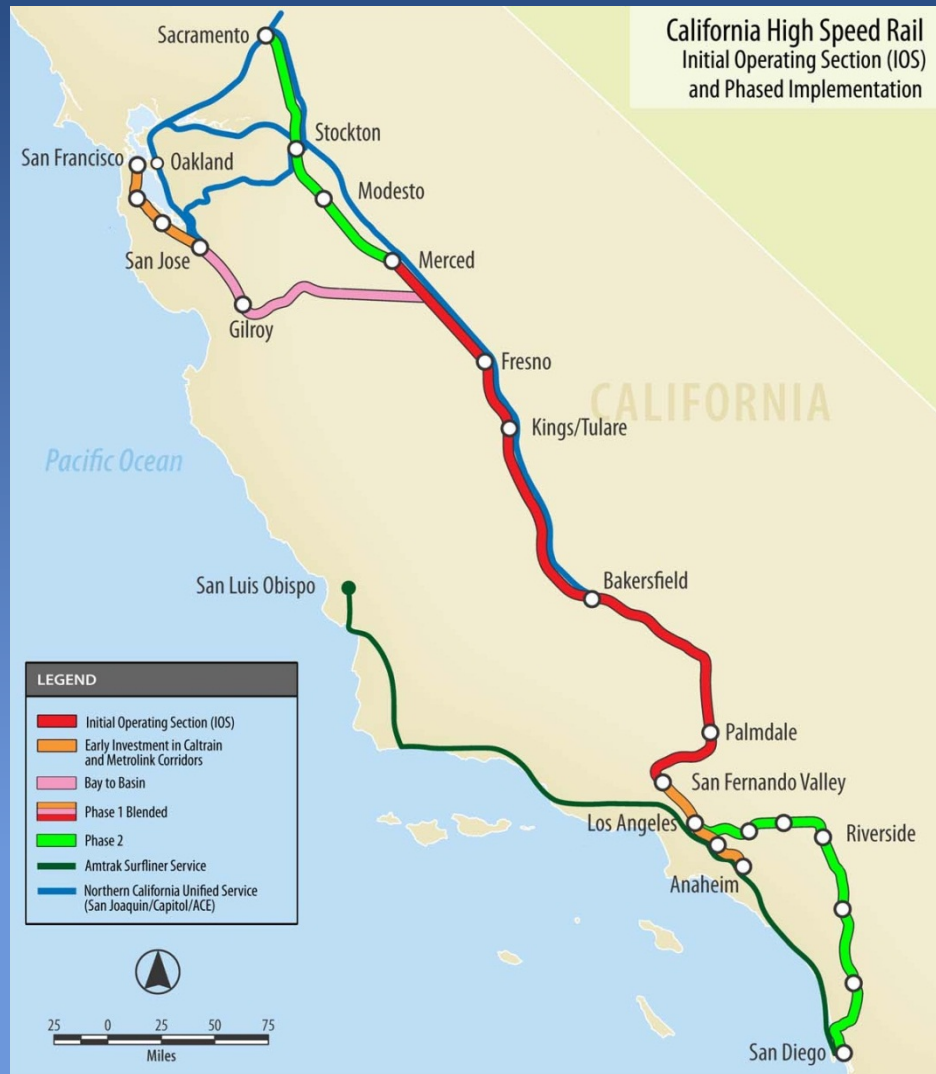 California High Speed Rail
Initial Operating Section (IOS)
and Phased Implementation
Sacramento
Stockton
San Francisco
Oakland
Modesto
San Jose
Merced
Gilroy
Fresno
CALIFORNIA
Kings/Tulare
Pacific Ocean
San Luis Obispo
Bakersfield
Palmdale
San Fernando Valley
Los Angeles
Riverside
Anaheim
San Diego
LEGEND
Initial Operating Section (IOS)
Early Investment in Caltrain
and Metrolink Corridors
Bay to Basin
Phase 1 Blended
Phase 2
Amtrak Surfliner Service
Northern California Unified Service
(San Joaquin/Capitol/ACE)
25 0 25 50 75
Miles